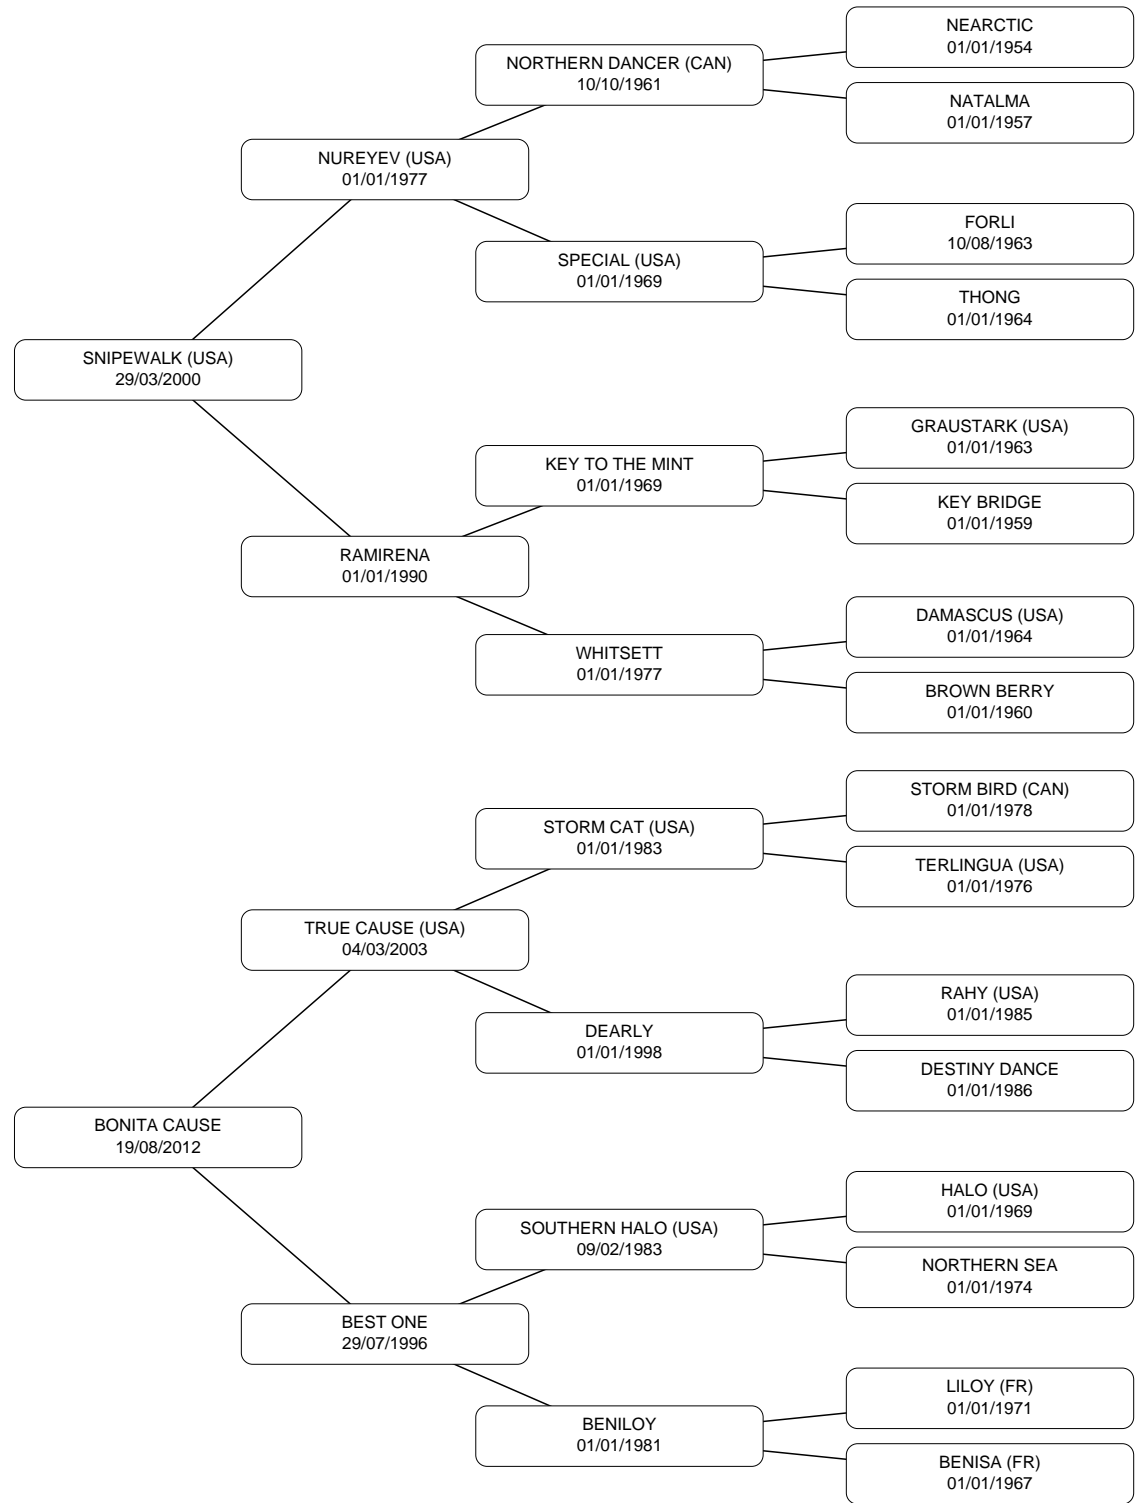 NEARCTIC
01/01/1954
NORTHERN DANCER (CAN)
10/10/1961
NATALMA
01/01/1957
NUREYEV (USA)
01/01/1977
FORLI
10/08/1963
SPECIAL (USA)
01/01/1969
THONG
01/01/1964
SNIPEWALK (USA)
29/03/2000
GRAUSTARK (USA)
01/01/1963
KEY TO THE MINT
01/01/1969
KEY BRIDGE
01/01/1959
RAMIRENA
01/01/1990
DAMASCUS (USA)
01/01/1964
WHITSETT
01/01/1977
BROWN BERRY
01/01/1960
STORM BIRD (CAN)
01/01/1978
STORM CAT (USA)
01/01/1983
TERLINGUA (USA)
01/01/1976
TRUE CAUSE (USA)
04/03/2003
RAHY (USA)
01/01/1985
DEARLY
01/01/1998
DESTINY DANCE
01/01/1986
BONITA CAUSE
19/08/2012
HALO (USA)
01/01/1969
SOUTHERN HALO (USA)
09/02/1983
NORTHERN SEA
01/01/1974
BEST ONE
29/07/1996
LILOY (FR)
01/01/1971
BENILOY
01/01/1981
BENISA (FR)
01/01/1967